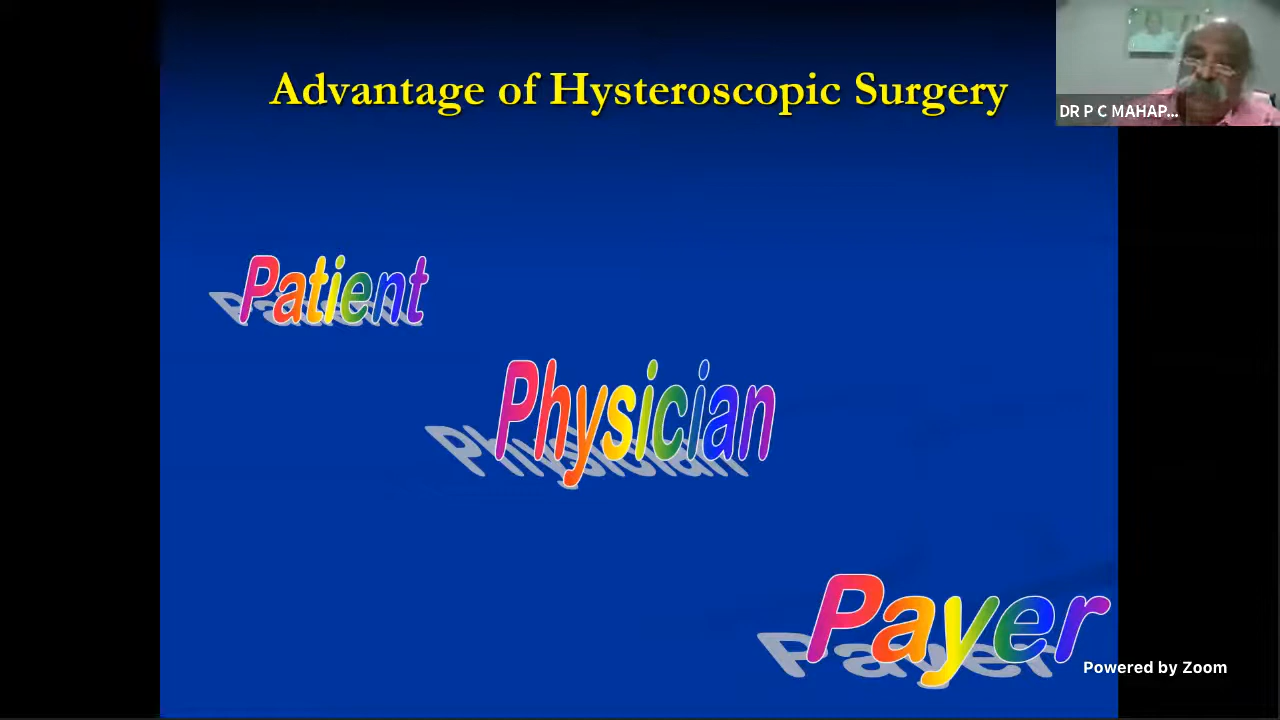 Advantage of Hysteroscopic Surgery
DR P C MAHAP...
Patient
Physician
Payer
Powered by Zoom